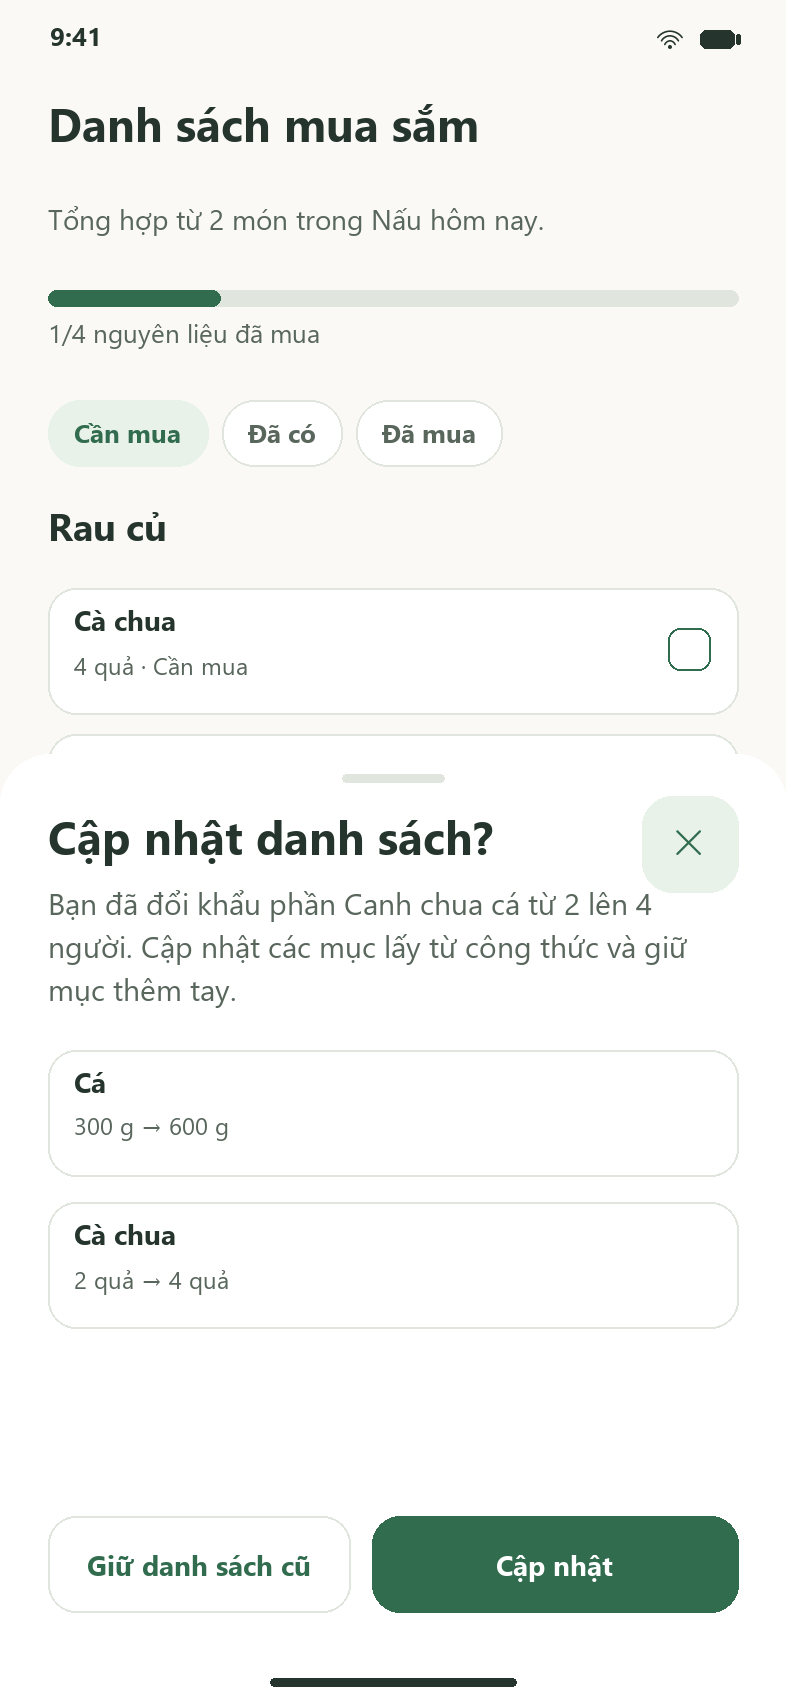 9:41
Danh sách mua sắm
Tổng hợp từ 2 món trong Nấu hôm nay.
1/4 nguyên liệu đã mua
Cần mua
Đã có
Đã mua
Rau củ
Cà chua
4 quả · Cần mua
Cập nhật danh sách?
Bạn đã đổi khẩu phần Canh chua cá từ 2 lên 4
người. Cập nhật các mục lấy từ công thức và giữ
mục thêm tay.
Cá
300 g → 600 g
Cà chua
2 quả → 4 quả
Giữ danh sách cũ
Cập nhật